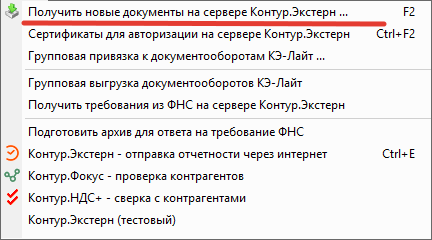 Получить новые документы на сервере Контур.Экстерн ... F2
Сертификаты для авторизации на сервере Контур.Экстерн Ctrl+F2
Групповая привязка к документооборотам КЭ-Лайт ...
Групповая выгрузка документооборотов КЭ-Лайт
Получить требования из ФНС на сервере Контур.Экстерн
Подготовить архив для ответа на требование ФНС
Контур.Экстерн - отправка отчетности через интернет Ctrl+E
Контур.Фокус - проверка контрагентов
Контур.НДС+ - сверка с контрагентами
Контур.Экстерн (тестовый)